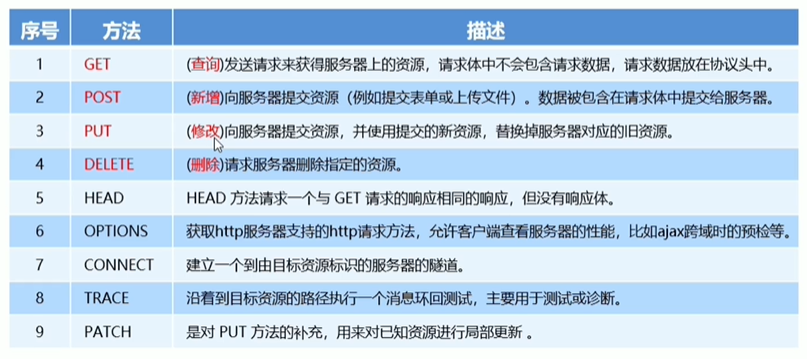 序号 方法 描述
1 GET (查询)发送请求来获得服务器上的资源，请求体中不会包含请求数据，请求数据放在协议头中。
2 POST (新增)向服务器提交资源（例如提交表单或上传文件）。数据被包含在请求体中提交给服务器。
3 PUT (修改)向服务器提交资源，并使用提交的新资源，替换掉服务器对应的旧资源。
4 DELETE (删除)请求服务器删除指定的资源。
5 HEAD HEAD 方法请求一个与 GET 请求的响应相同的响应，但没有响应体。
6 OPTIONS 获取http服务器支持的http请求方法，允许客户端查看服务器的性能，比如ajax跨域时的预检等。
7 CONNECT 建立一个到由目标资源标识的服务器的隧道。
8 TRACE 沿着到目标资源的路径执行一个消息环回测试，主要用于测试或诊断。
9 PATCH 是对 PUT 方法的补充，用来对已知资源进行局部更新 。